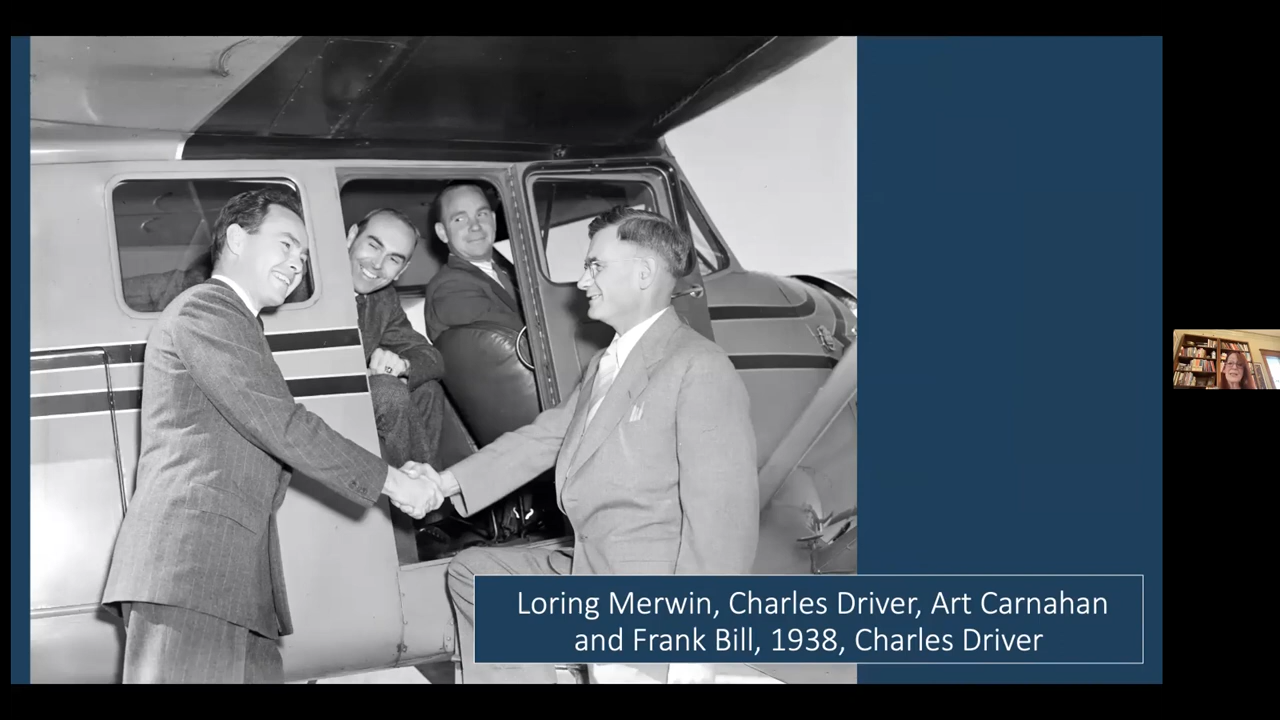 Loring Merwin, Charles Driver, Art Carnahan
and Frank Bill, 1938, Charles Driver